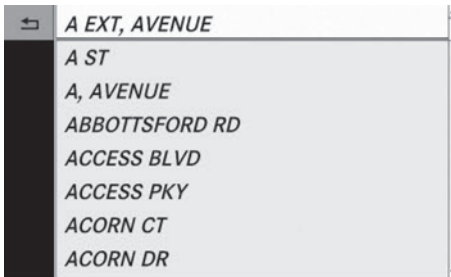 A EXT, AVENUE
A ST
A, AVENUE
ABBOTTSFORD RD
ACCESS BLVD
ACCESS PKY
ACORN CT
ACORN DR